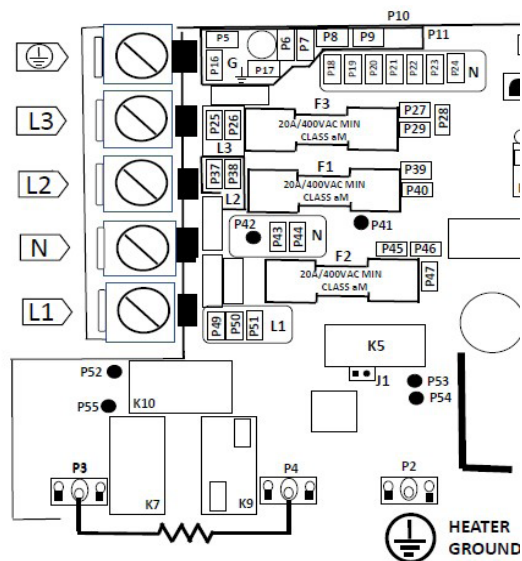 P10
P5
P6
P7
P8
P9
P11
G
P16
P17
P18
P19
P20
P21
P22
P23
P24
N
L3
P25
P26
F3
20A/400VAC MIN
CLASS aM
P27
P28
P29
L3
L2
P37
P38
F1
20A/400VAC MIN
CLASS aM
P39
P40
L2
N
P42
P43
P44
N
P41
F2
20A/400VAC MIN
CLASS aM
P45
P46
P47
L1
P49
P50
P51
L1
K5
J1
P52
P53
P54
P55
K10
P3
K7
K9
P4
P2
HEATER
GROUND